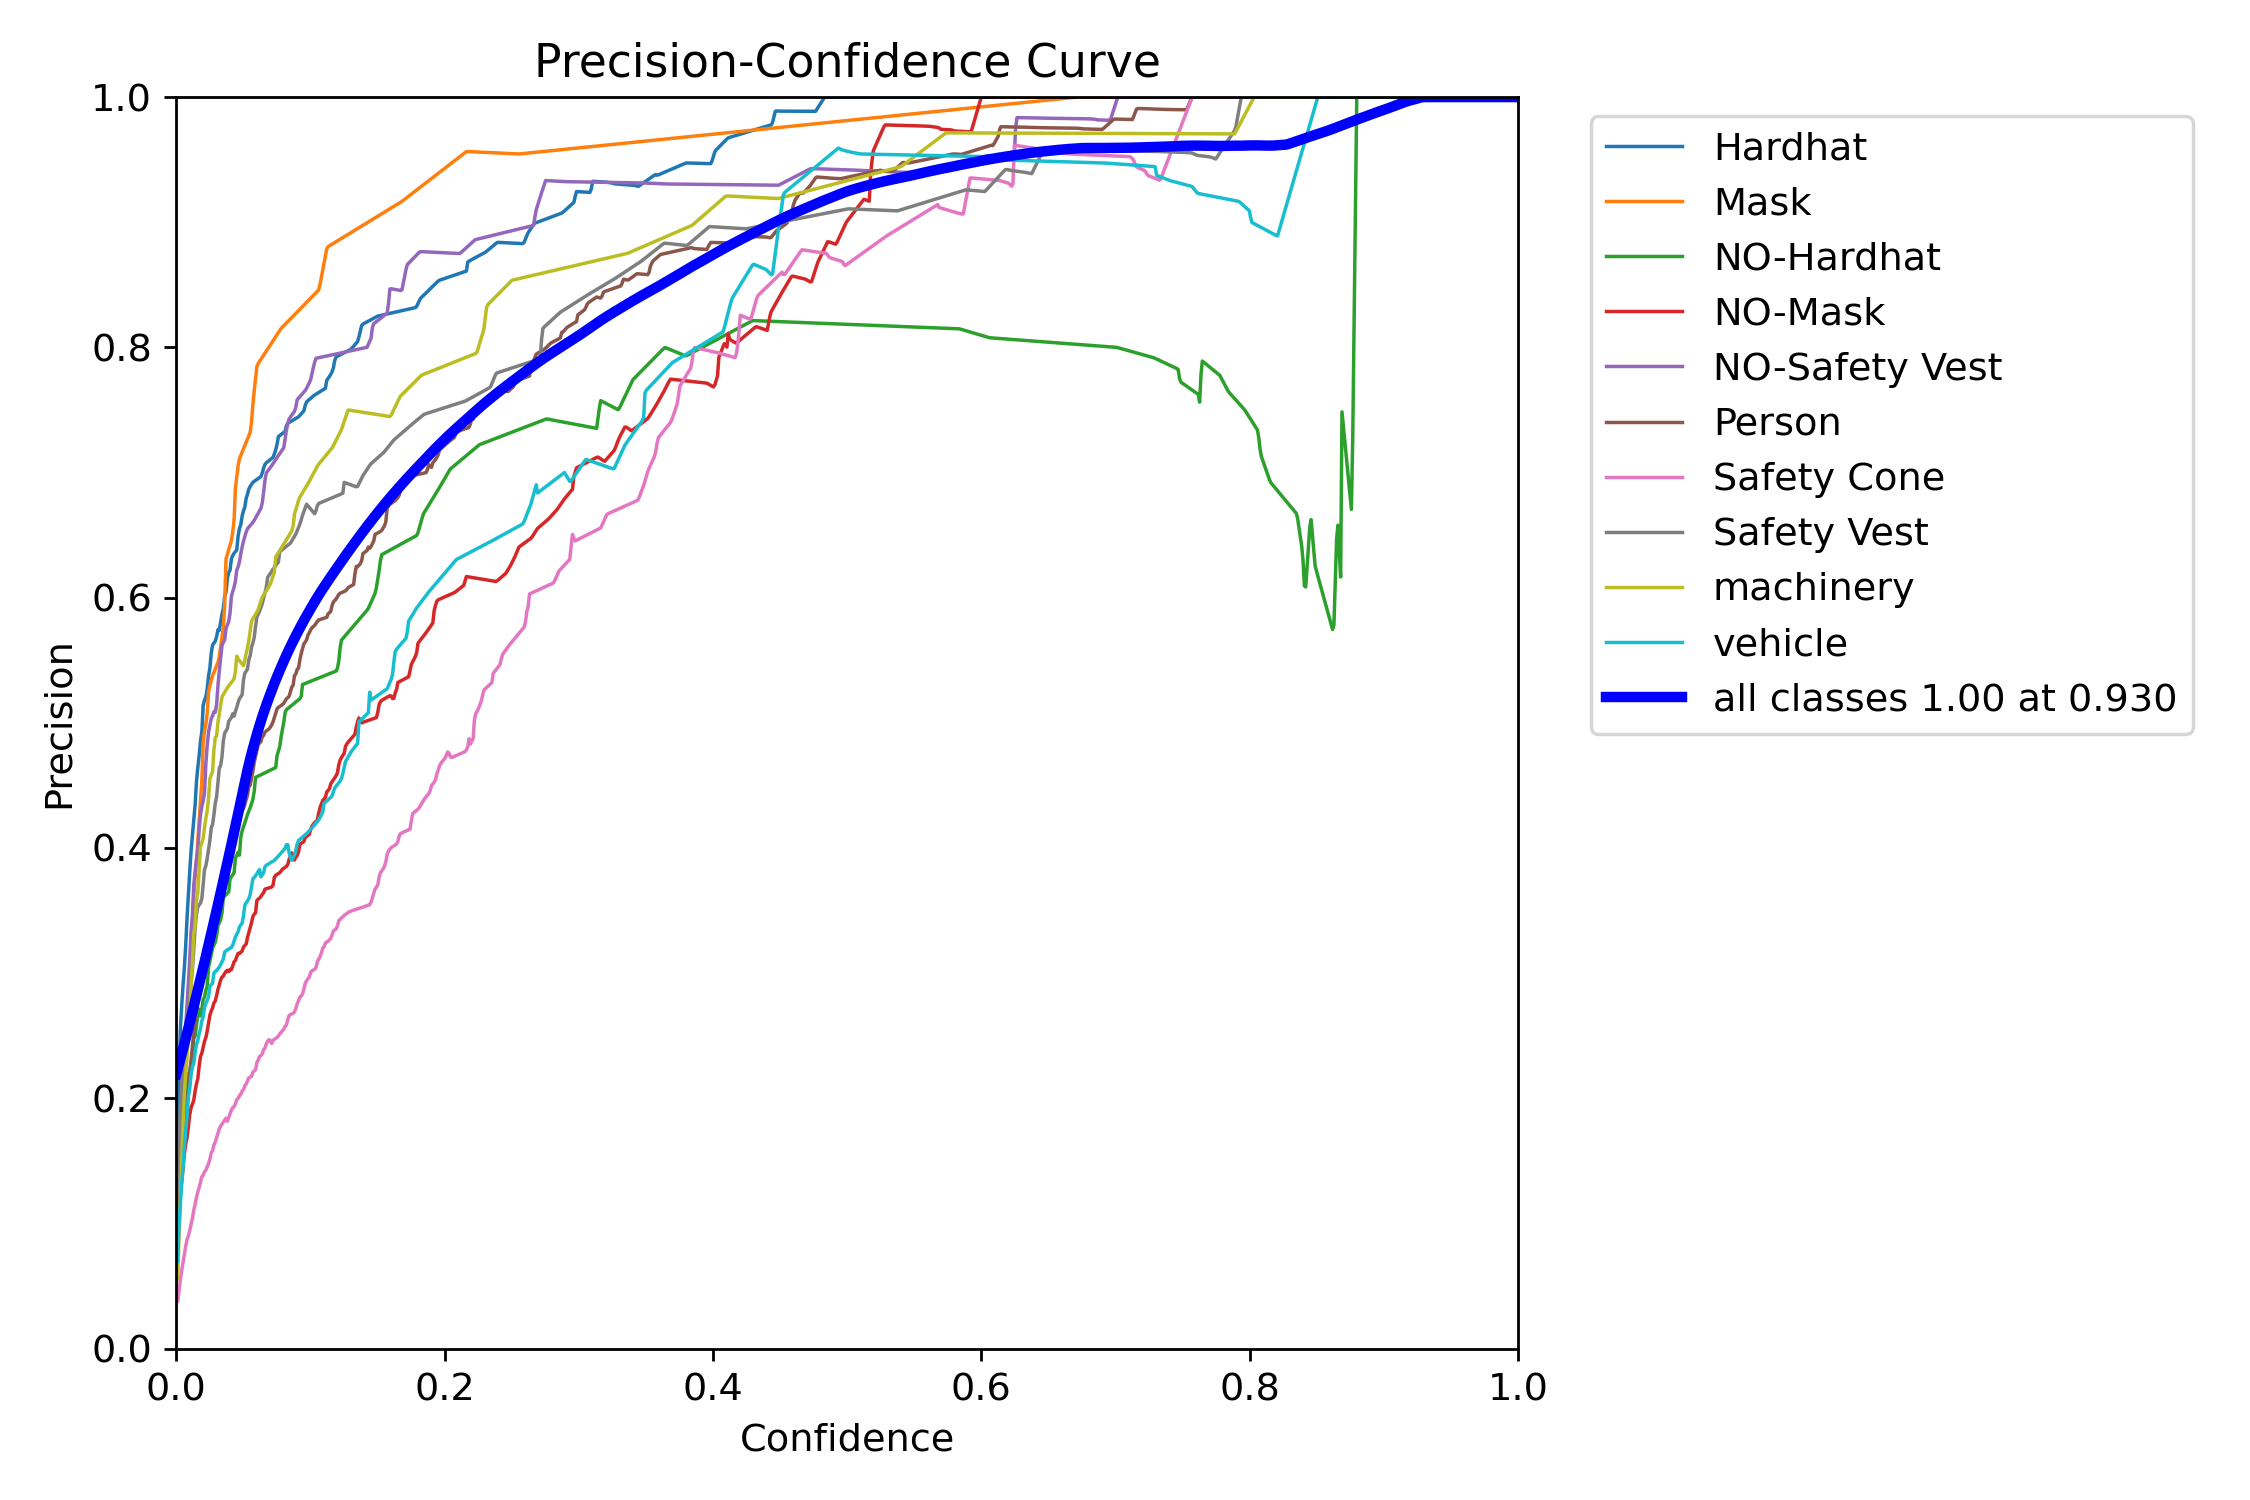 Precision-Confidence Curve
1.0
0.8
0.6
0.4
0.2
0.0
Precision
0.0 0.2 0.4 0.6 0.8 1.0
Confidence
Hardhat
Mask
NO-Hardhat
NO-Mask
NO-Safety Vest
Person
Safety Cone
Safety Vest
machinery
vehicle
all classes 1.00 at 0.930